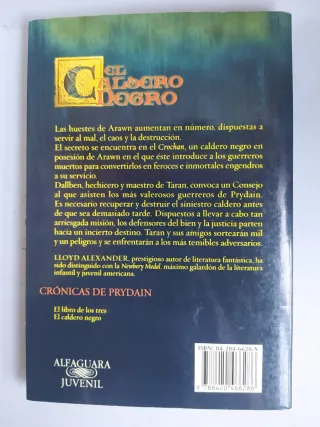 EL
CALDERO
NEGRO
Las huestes de Arawn aumentan en número, dispuestas a
servir al mal, el caos y la destrucción.
El secreto se encuentra en el Crochan, un caldero negro en
posesión de Arawn en el que éste introduce a los guerreros
muertos para convertirlos en feroces e inmortales engendros a
su servicio.
Dallben, hechicero y maestro de Taran, convoca un Consejo
al que asisten los más valerosos guerreros de Prydain.
Es necesario recuperar y destruir el siniestro caldero antes
de que sea demasiado tarde. Dispuestos a llevar a cabo tan
arriesgada misión, los defensores del bien y la justicia parten
hacia un incierto destino. Taran y sus amigos sortearán mil
y un peligros y se enfrentarán a los más temibles adversarios.
LLOYD ALEXANDER, prestigioso autor de literatura fantástica, ha
sido distinguido con la Newbery Medal, máximo galardón de la literatura
infantil y juvenil americana.
CRÓNICAS DE PRYDAIN
El libro de los tres
El caldero negro
ALFAGUARA
JUVENIL
ISBN: 84-204-6628-X
9 788420 466286